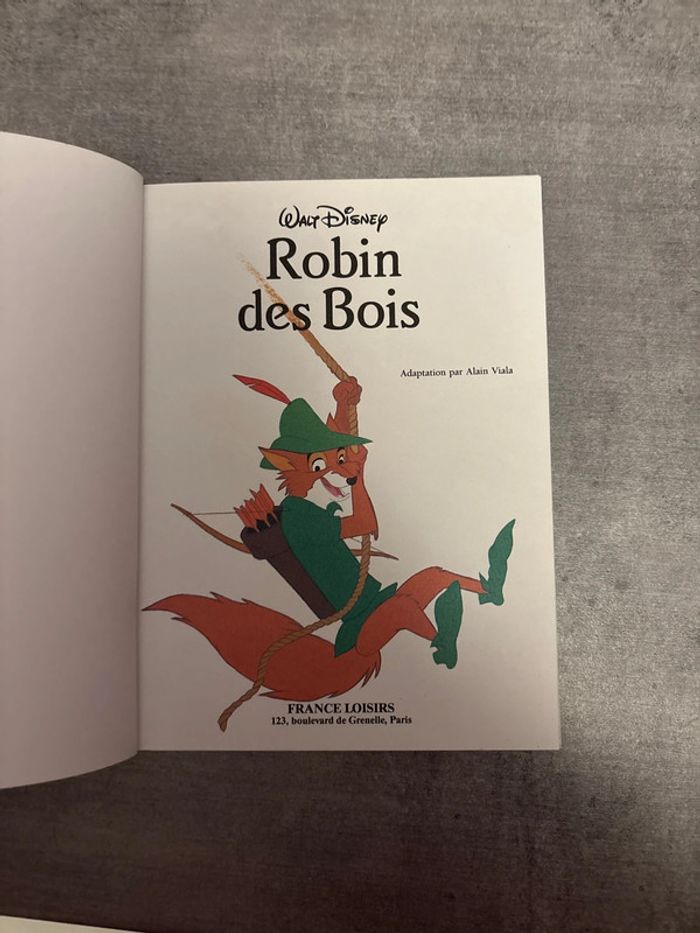 Walt Disney
Robin
des Bois
Adaptation par Alain Viala
FRANCE LOISIRS
123, boulevard de Grenelle, Paris